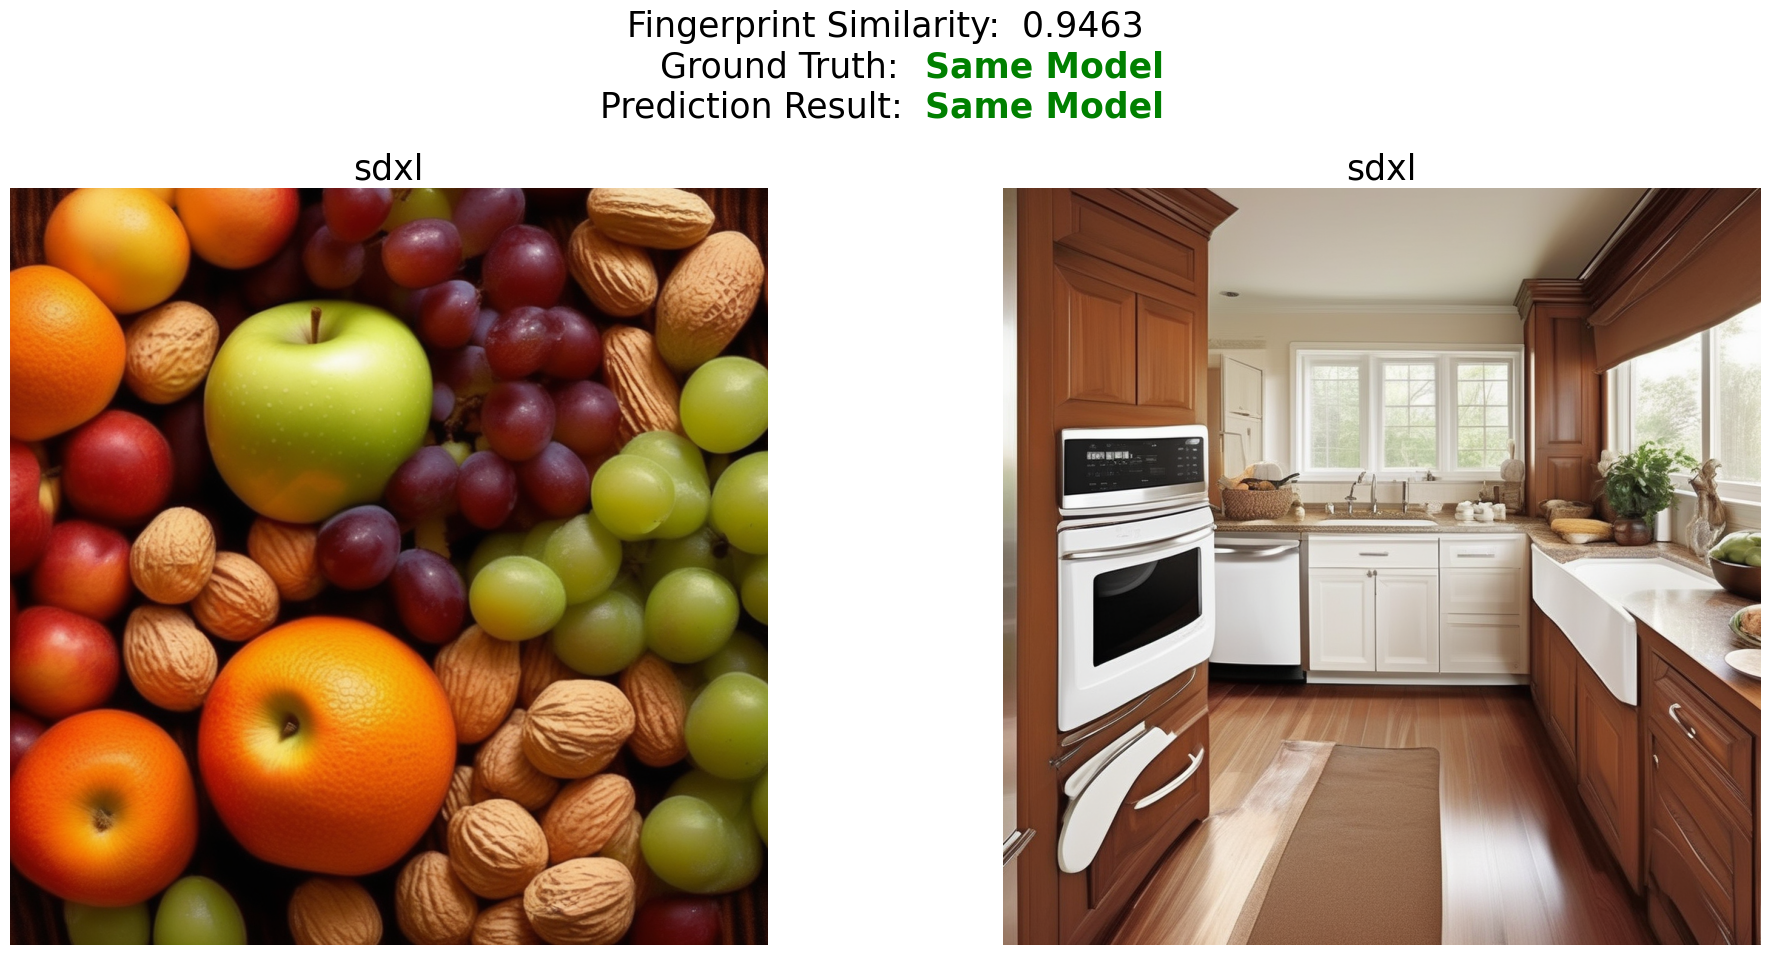 Fingerprint Similarity: 0.9463
Ground Truth: Same Model
Prediction Result: Same Model
sdxl
sdxl